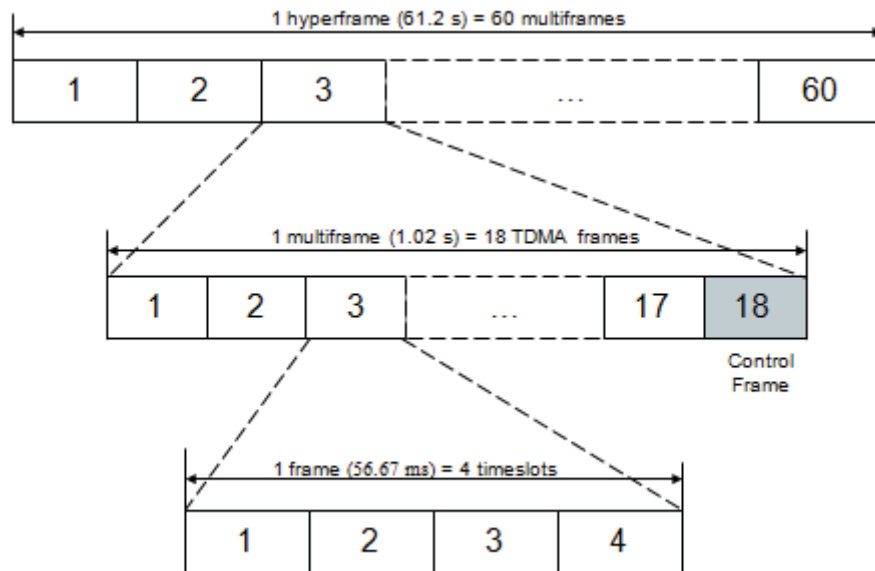 1 hyperframe (61.2 s) = 60 multiframes
1 2 3 ... 60
1 multiframe (1.02 s) = 18 TDMA frames
1 2 3 ... 17 18
Control
Frame
1 frame (56.67 ms) = 4 timeslots
1 2 3 4